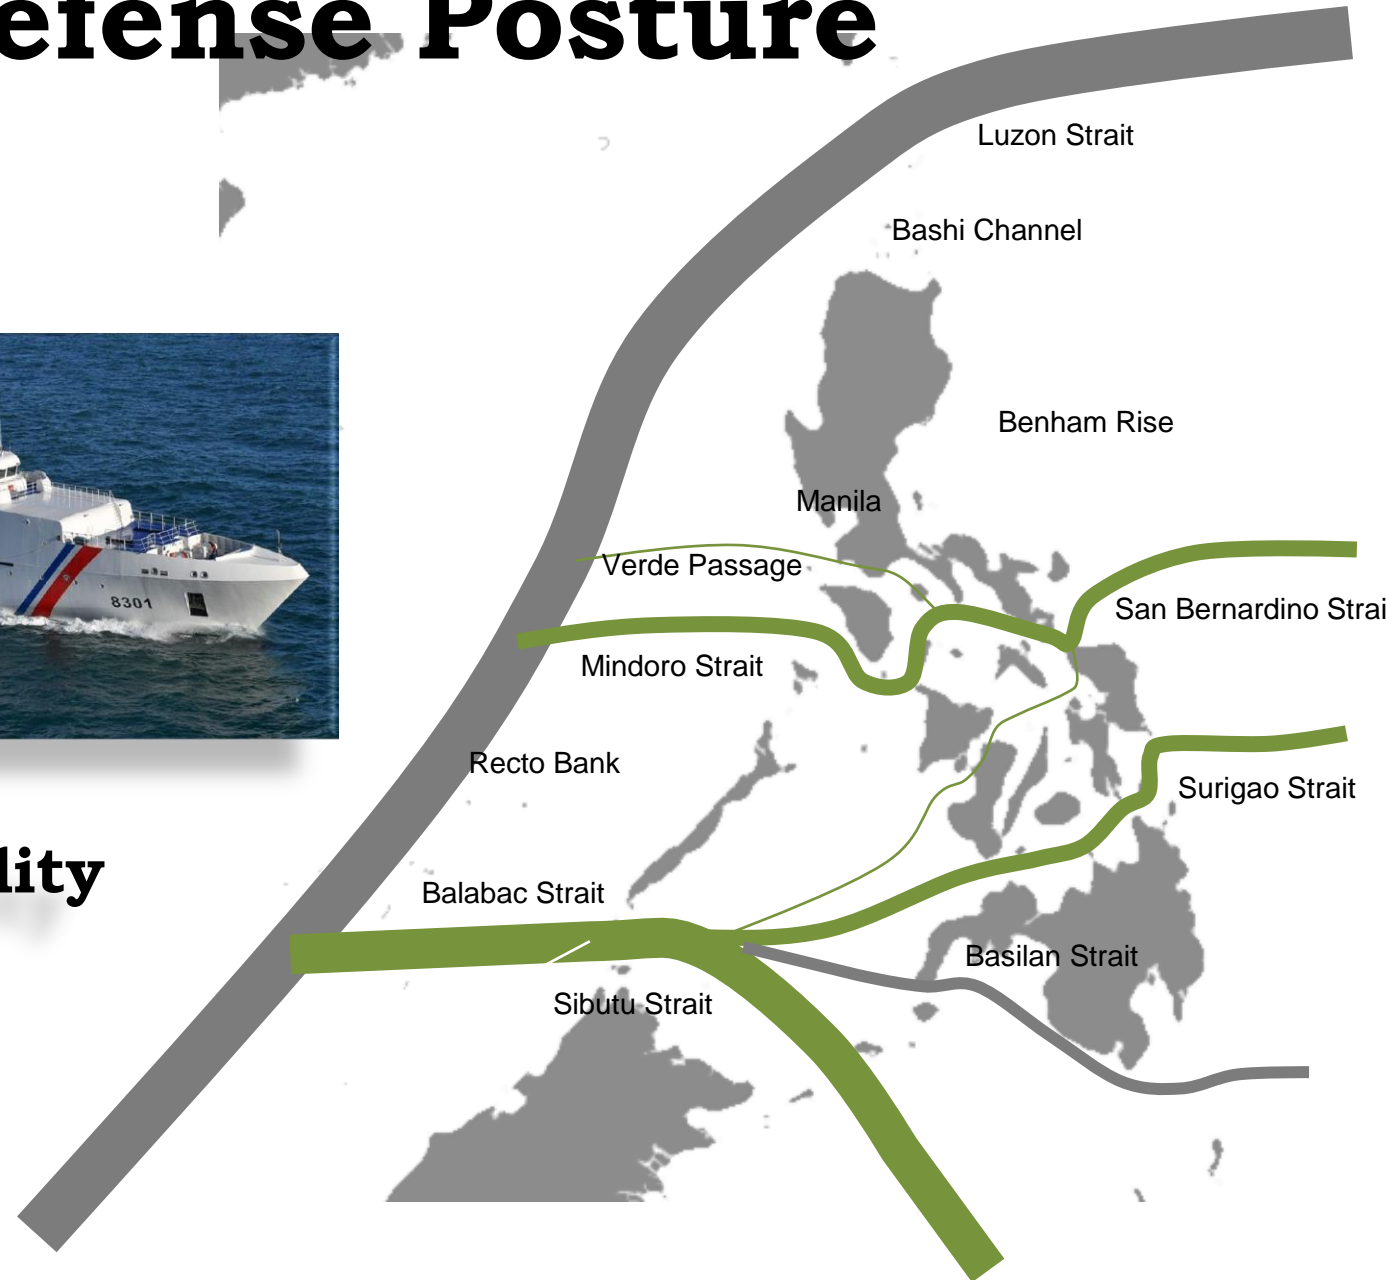 efense Posture
Luzon Strait
Bashi Channel
Benham Rise
Manila
Verde Passage
San Bernardino Strai
Mindoro Strait
Recto Bank
Surigao Strait
8301
lity
Balabac Strait
Basilan Strait
Sibutu Strait